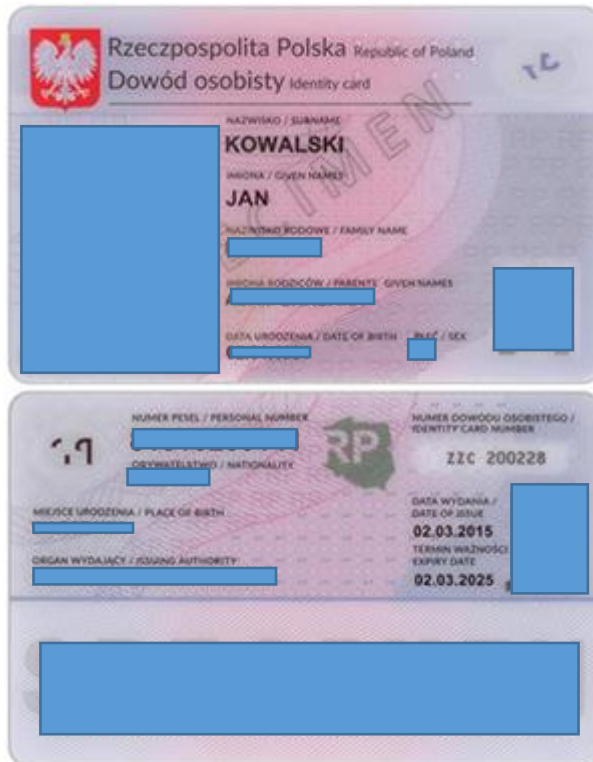 Rzeczpospolita Polska Republic of Poland
Dowód osobisty Identity card
NAZWISKO / SURNAME
KOWALSKI
IMIONA / GIVEN NAMES
JAN
NAZWISKO RODOWE / FAMILY NAME
IMIONA RODZICÓW / PARENTS' GIVEN NAMES
DATA URODZENIA / DATE OF BIRTH PŁEĆ / SEX
NUMER PESEL / PERSONAL NUMBER
OBYWATELSTWO / NATIONALITY
RP
NUMER DOWODU OSOBISTEGO /
IDENTITY CARD NUMBER
ZZC 200228
MIEJSCE URODZENIA / PLACE OF BIRTH
DATA WYDANIA /
DATE OF ISSUE
02.03.2015
ORGAN WYDAJĄCY / ISSUING AUTHORITY
TERMIN WAŻNOŚCI
EXPIRY DATE
02.03.2025